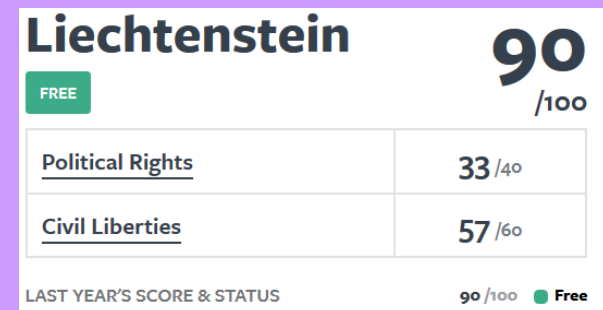 Liechtenstein
90
FREE
/100
Political Rights 33 /40
Civil Liberties 57 /60
LAST YEAR'S SCORE & STATUS 90 /100 Free